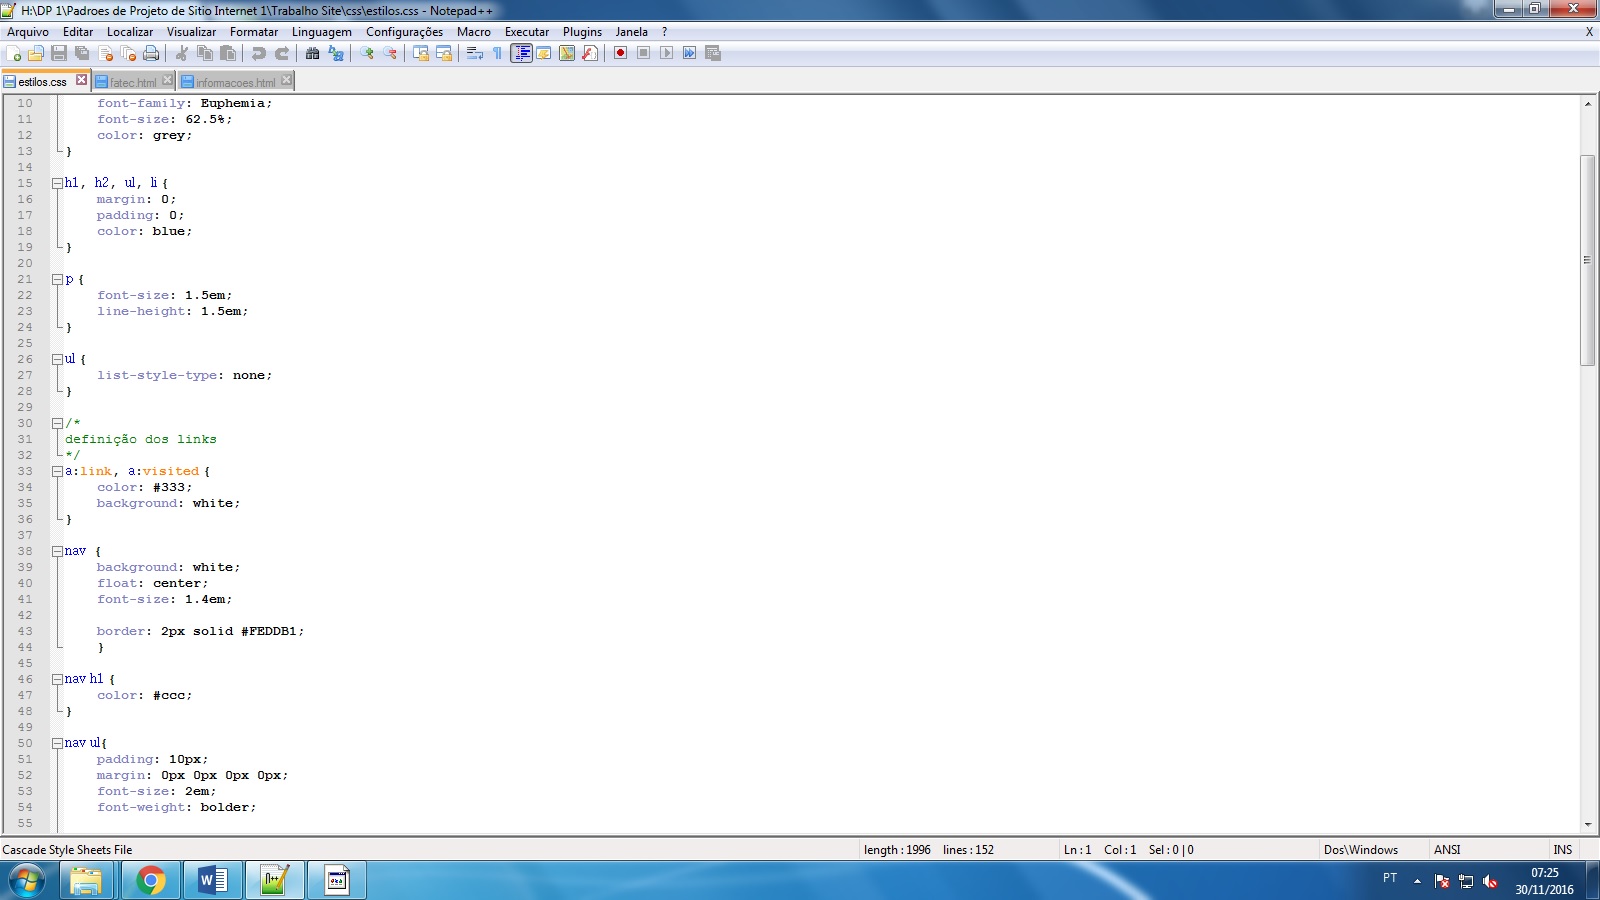 H:\DP 1\Padroes de Projeto de Sitio Internet 1\Trabalho Site\css\estilos.css - Notepad++
Arquivo Editar Localizar Visualizar Formatar Linguagem Configurações Macro Executar Plugins Janela ? X
estilos.css fatec.html informacoes.html
10 font-family: Euphemia;
11 font-size: 62.5%;
12 color: grey;
13 }
14
15 h1, h2, ul, li {
16 margin: 0;
17 padding: 0;
18 color: blue;
19 }
20
21 p {
22 font-size: 1.5em;
23 line-height: 1.5em;
24 }
25
26 ul {
27 list-style-type: none;
28 }
29
30 /*
31 definição dos links
32 */
33 a:link, a:visited {
34 color: #333;
35 background: white;
36 }
37
38 nav {
39 background: white;
40 float: center;
41 font-size: 1.4em;
42
43 border: 2px solid #FEDDB1;
44 }
45
46 nav h1 {
47 color: #ccc;
48 }
49
50 nav ul{
51 padding: 10px;
52 margin: 0px 0px 0px 0px;
53 font-size: 2em;
54 font-weight: bolder;
55
Cascade Style Sheets File length : 1996 lines : 152 Ln : 1 Col : 1 Sel : 0 | 0 Dos\Windows ANSI INS
PT 07:25
30/11/2016